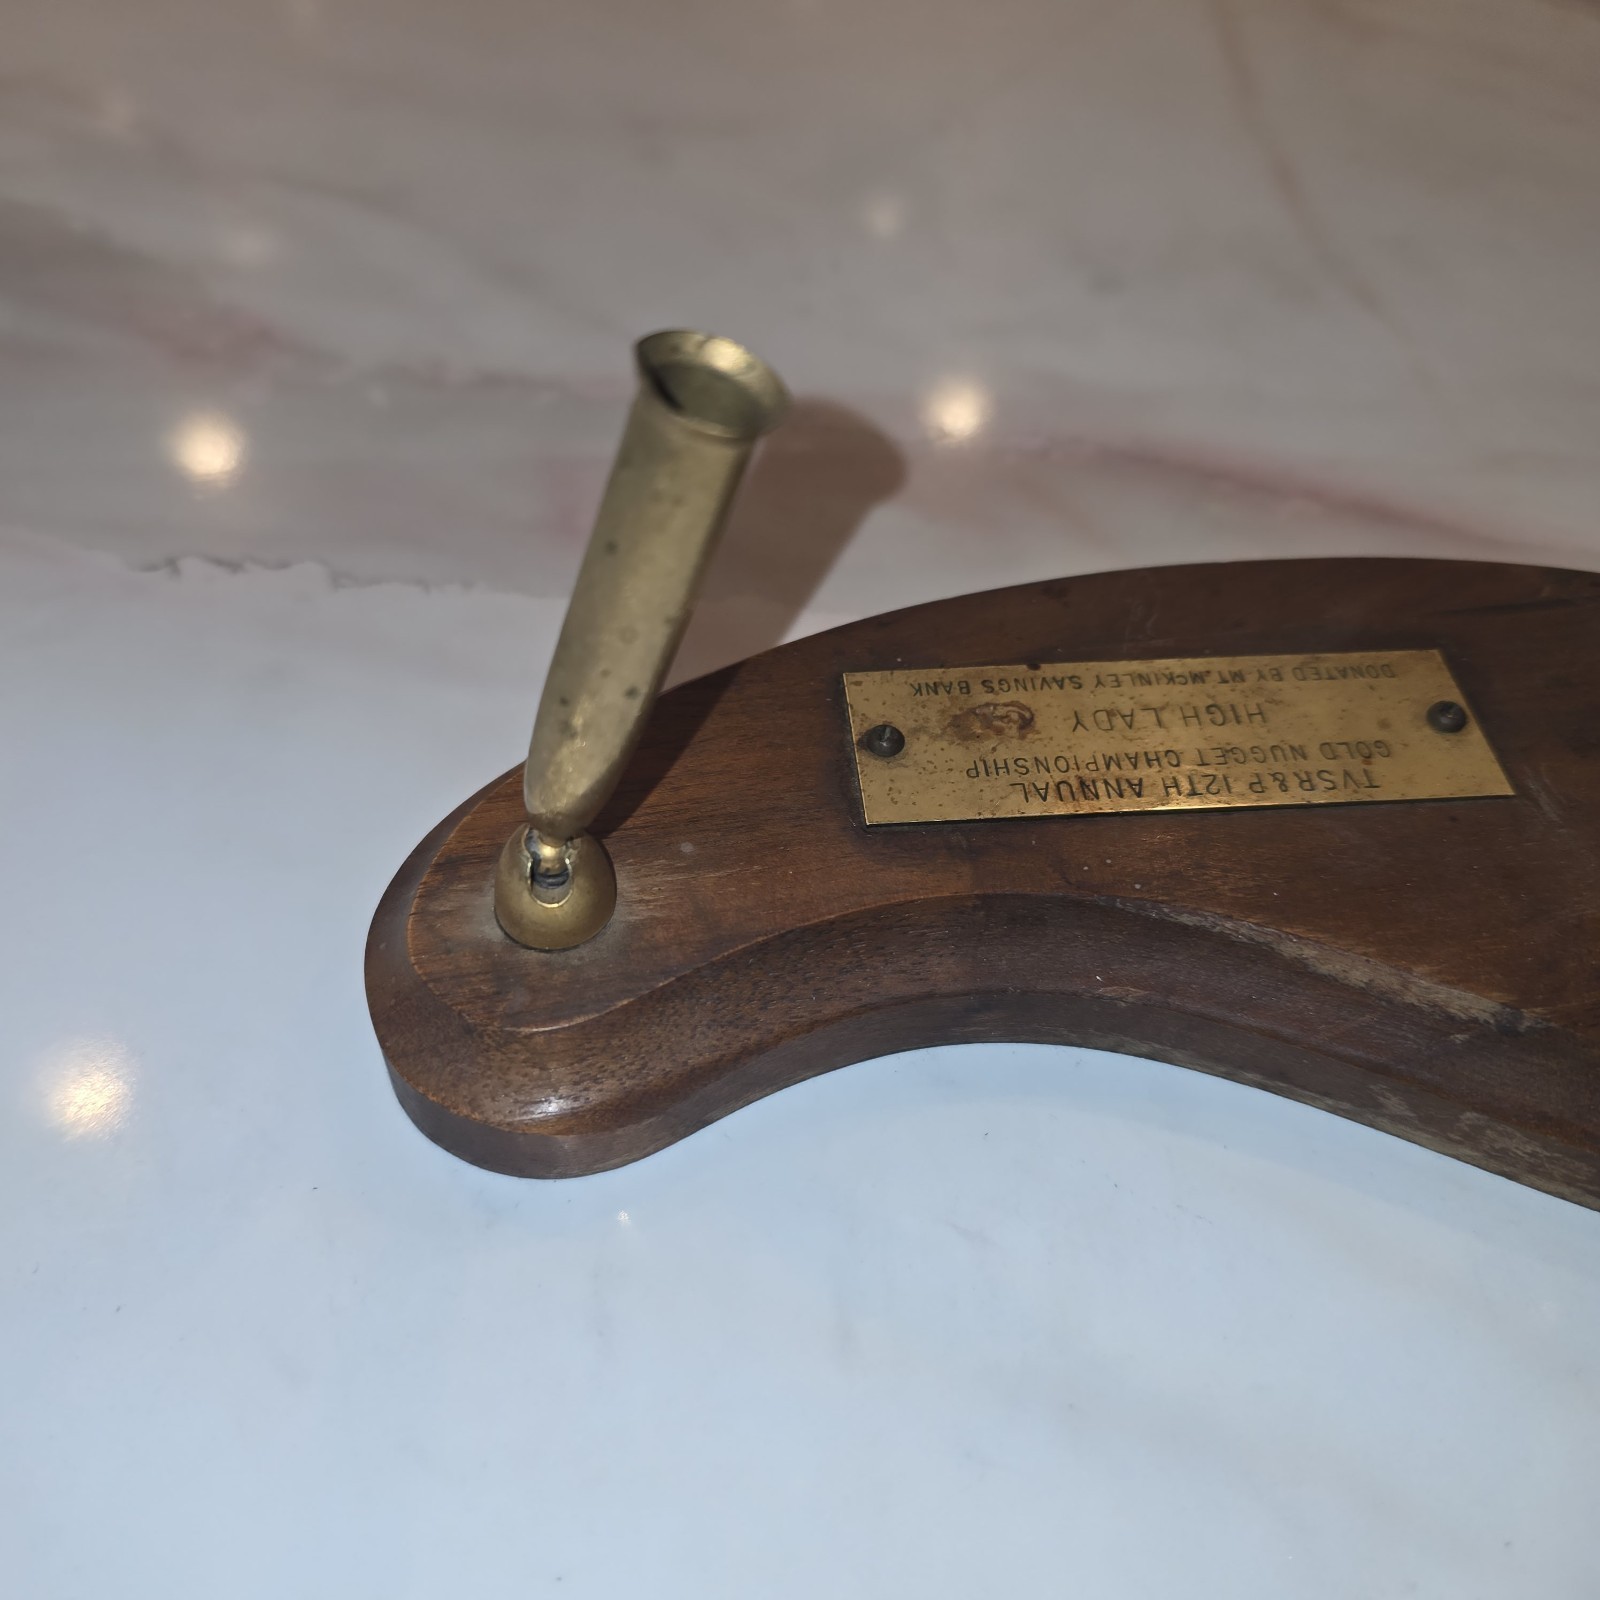 TVSR&P 12TH ANNUAL
GOLD NUGGET CHAMPIONSHIP
HIGH LADY
DONATED BY MT. MCKINLEY SAVINGS BANK